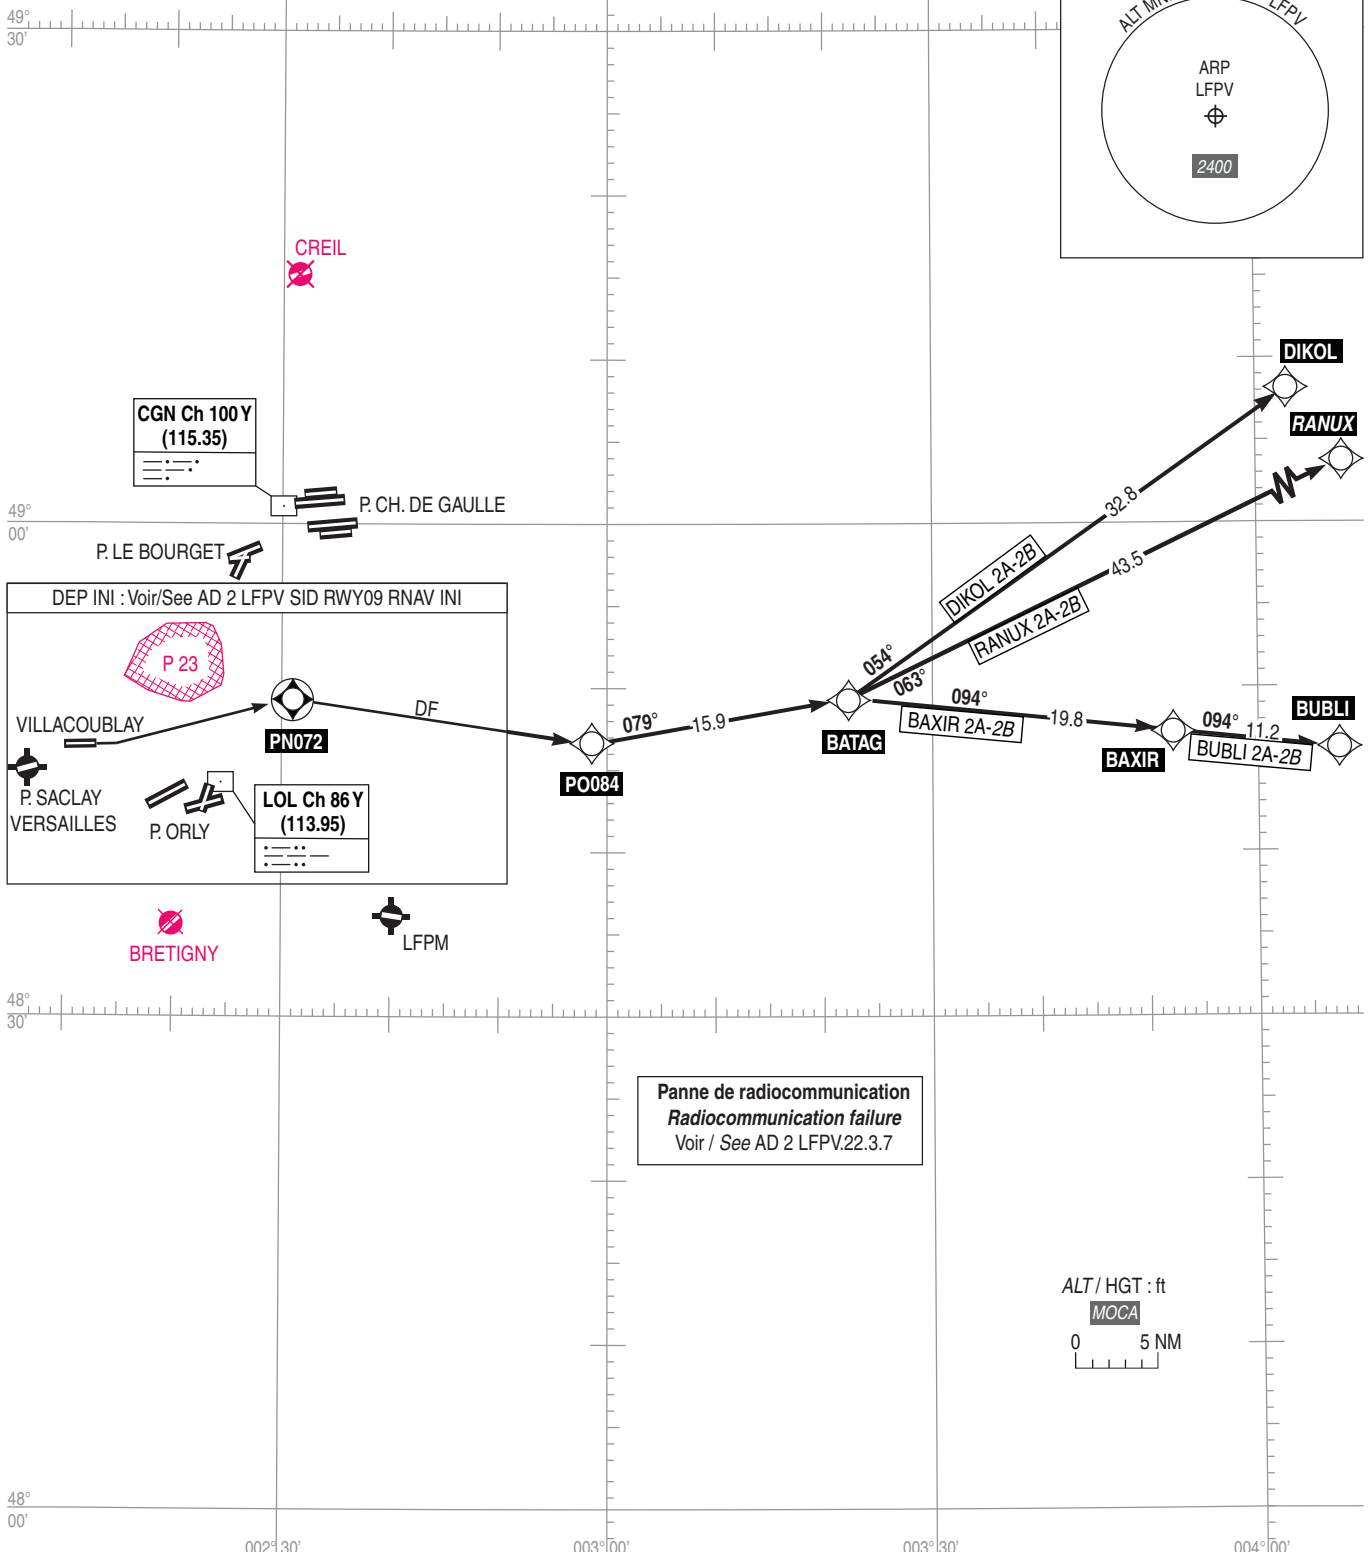 49°
30'
ALT
LFPV
ARP
LFPV
2400
CREIL
DIKOL
RANUX
CGN Ch 100 Y
(115.35)
P. CH. DE GAULLE
49°
00'
P. LE BOURGET
32.8
43.5
DIKOL 2A-2B
RANUX 2A-2B
DEP INI : Voir/See AD 2 LFPV SID RWY09 RNAV INI
P 23
054°
063°
094°
VILLACOUBLAY
DF
079°
15.9
BAXIR 2A-2B
19.8
094°
11.2
BUBLI
PN072
BATAG
BAXIR
BUBLI 2A-2B
PO084
P. SACLAY
VERSAILLES
P. ORLY
LOL Ch 86 Y
(113.95)
BRETIGNY
LFPM
48°
30'
Panne de radiocommunication
Radiocommunication failure
Voir / See AD 2 LFPV.22.3.7
ALT / HGT : ft
MOCA
0 5 NM
48°
00'
002°30'
003°00'
003°30'
004°00'